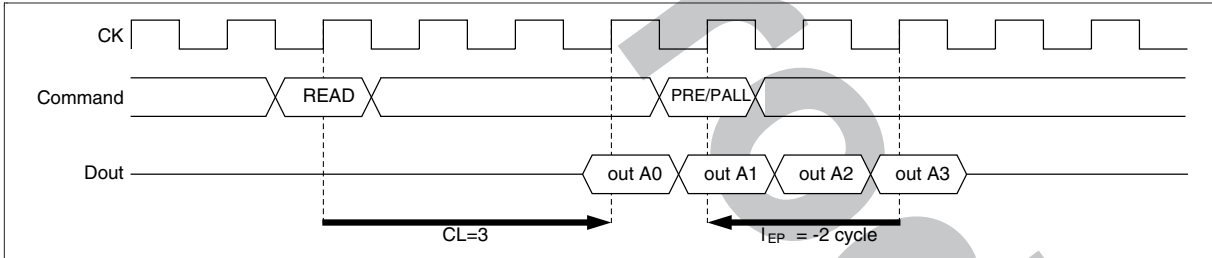 CK
Command READ PRE/PALL
Dout out A0 out A1 out A2 out A3
CL=3 lEP = -2 cycle